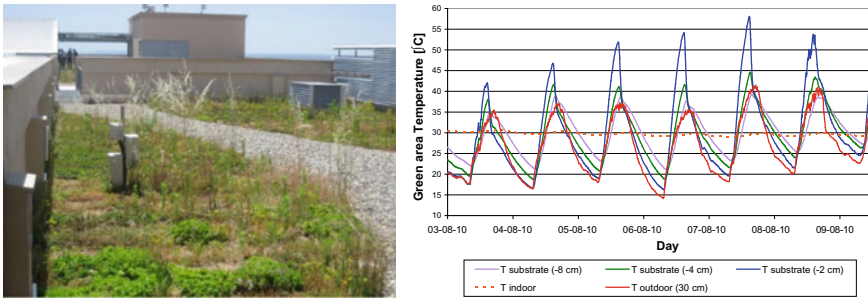 60
55
50
45
40
35
30
25
20
15
10
Green area Temperature [∫C]
03-08-10 04-08-10 05-08-10 06-08-10 07-08-10 08-08-10 09-08-10
Day
T substrate (-8 cm) T substrate (-4 cm) T substrate (-2 cm)
T indoor T outdoor (30 cm)